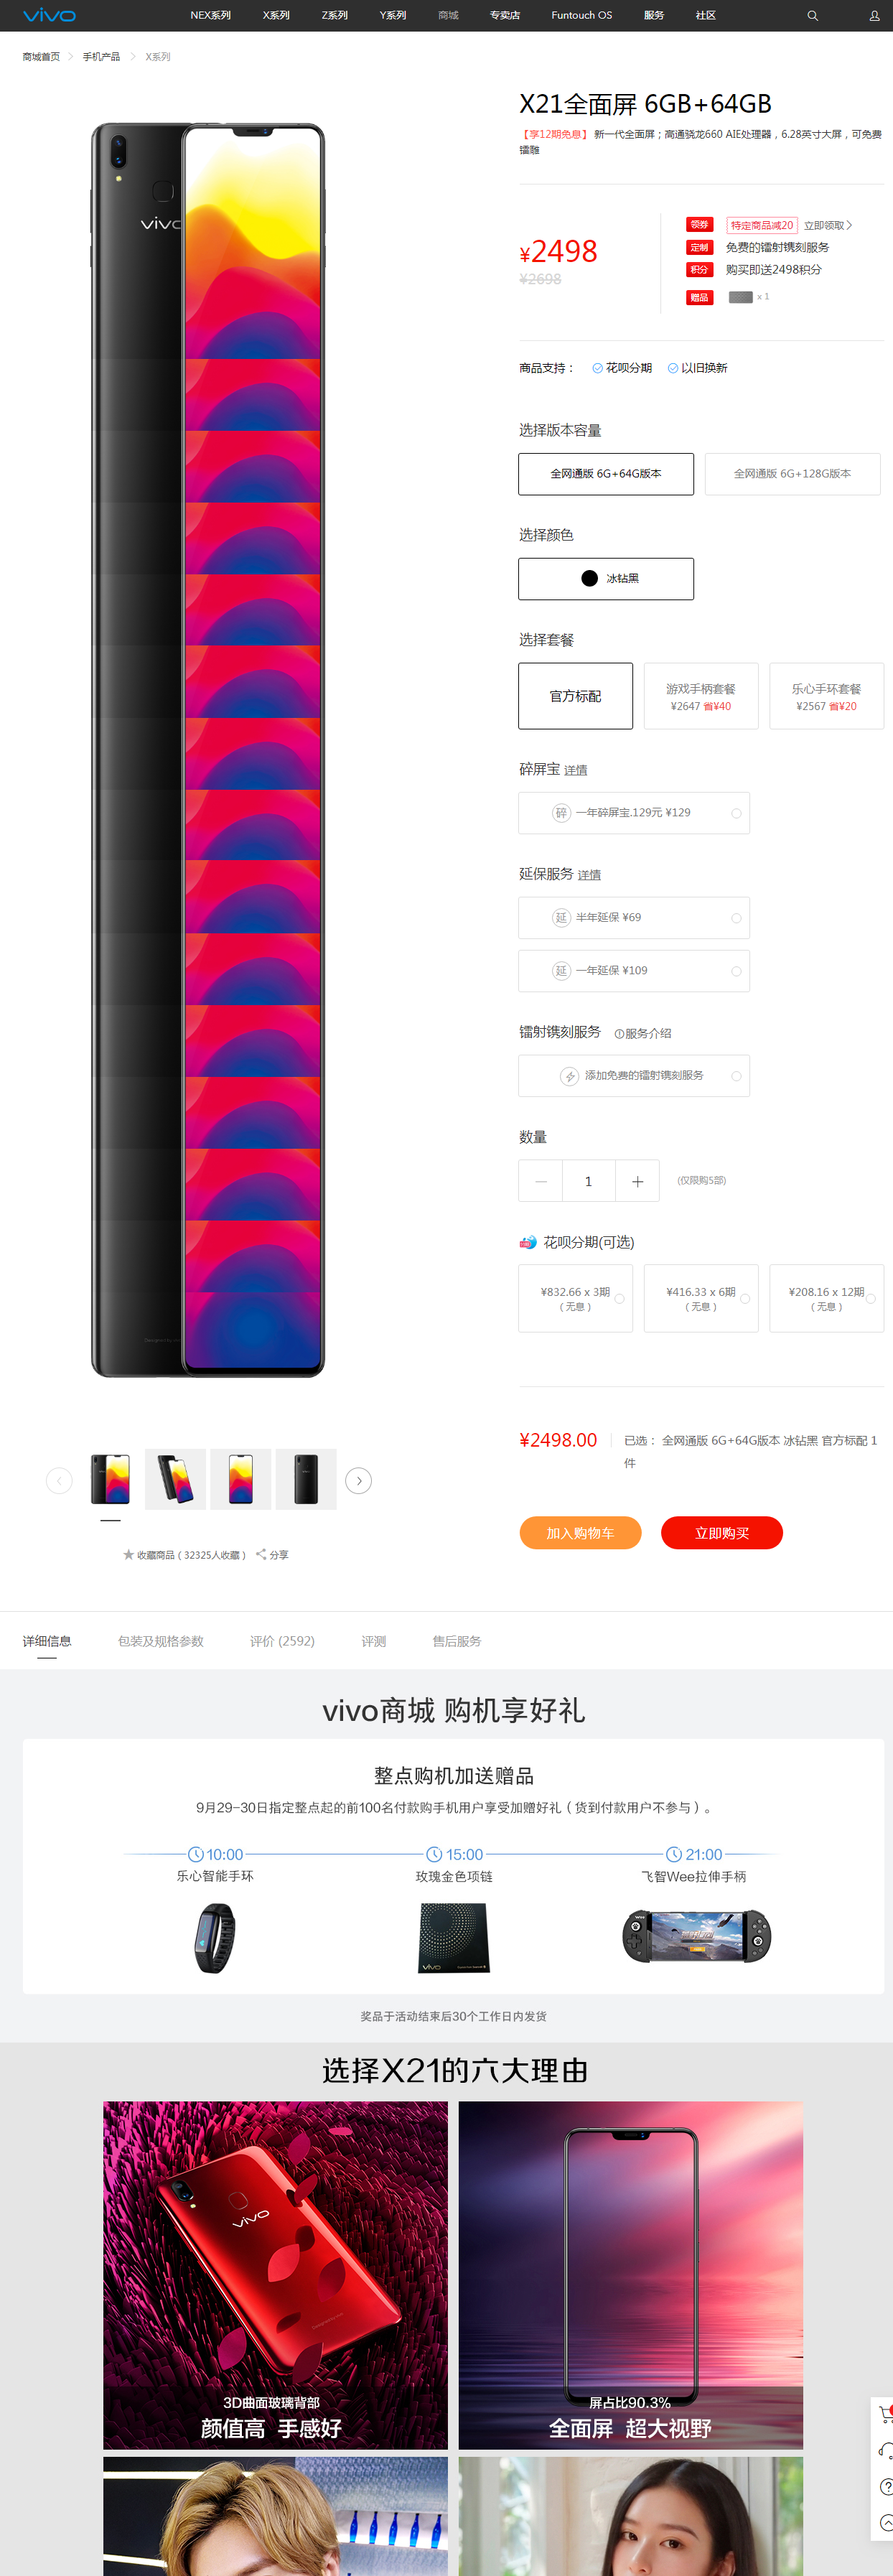 vivo
NEX系列 X系列 Z系列 Y系列 商城 专卖店 Funtouch OS 服务 社区
商城首页 > 手机产品 > X系列
X21全面屏 6GB+64GB
【享12期免息】 新一代全面屏；高通骁龙660 AIE处理器，6.28英寸大屏，可免费
镭雕
¥2498
¥2698
领券 特定商品减20 立即领取
定制 免费的镭射镌刻服务
积分 购买即送2498积分
赠品 x 1
商品支持： 花呗分期 以旧换新
选择版本容量
全网通版 6G+64G版本 全网通版 6G+128G版本
选择颜色
冰钻黑
选择套餐
官方标配
游戏手柄套餐
¥2647 省¥40
乐心手环套餐
¥2567 省¥20
碎屏宝 详情
碎 一年碎屏宝.129元 ¥129
延保服务 详情
延 半年延保 ¥69
延 一年延保 ¥109
镭射镌刻服务 服务介绍
添加免费的镭射镌刻服务
数量
1 (仅限购5部)
花呗分期(可选)
¥832.66 x 3期
（无息）
¥416.33 x 6期
（无息）
¥208.16 x 12期
（无息）
¥2498.00 已选： 全网通版 6G+64G版本 冰钻黑 官方标配 1
件
加入购物车 立即购买
vivo
收藏商品（32325人收藏） 分享
详细信息 包装及规格参数 评价 (2592) 评测 售后服务
vivo商城 购机享好礼
整点购机加送赠品
9月29-30日指定整点起的前100名付款购手机用户享受加赠好礼（货到付款用户不参与）。
10:00 15:00 21:00
乐心智能手环 玫瑰金色项链 飞智Wee拉伸手柄
vivo
奖品于活动结束后30个工作日内发货
选择X21的六大理由
vivo
3D曲面玻璃背部
颜值高 手感好
屏占比90.3%
全面屏 超大视野